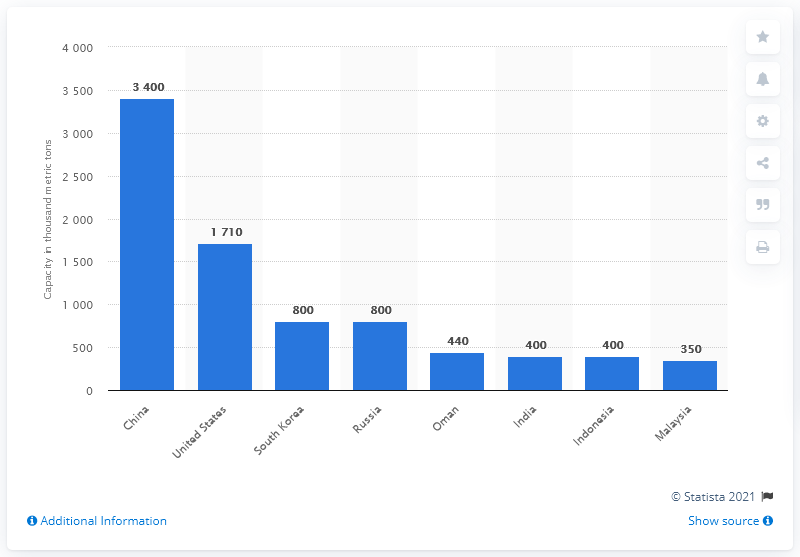 4 000
3 500
3 000
2 500
2 000
1 500
1 000
500
0
Capacity in thousand metric tons
3 400
1 710
800
800
440
400
400
350
China
United States
South Korea
Russia
Oman
India
Indonesia
Malaysia
© Statista 2021
Additional Information
Show source